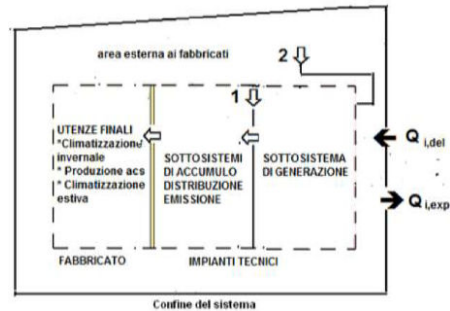 area esterna ai fabbricati
2
1
UTENZE FINALI
*Climatizzazione
invernale
* Produzione acs
* Climatizzazione
estiva
SOTTOSISTEMI
DI ACCUMULO
DISTRIBUZIONE
EMISSIONE
SOTTOSISTEMA
DI GENERAZIONE
Q i,del
Q i,exp
FABBRICATO
IMPIANTI TECNICI
Confine del sistema